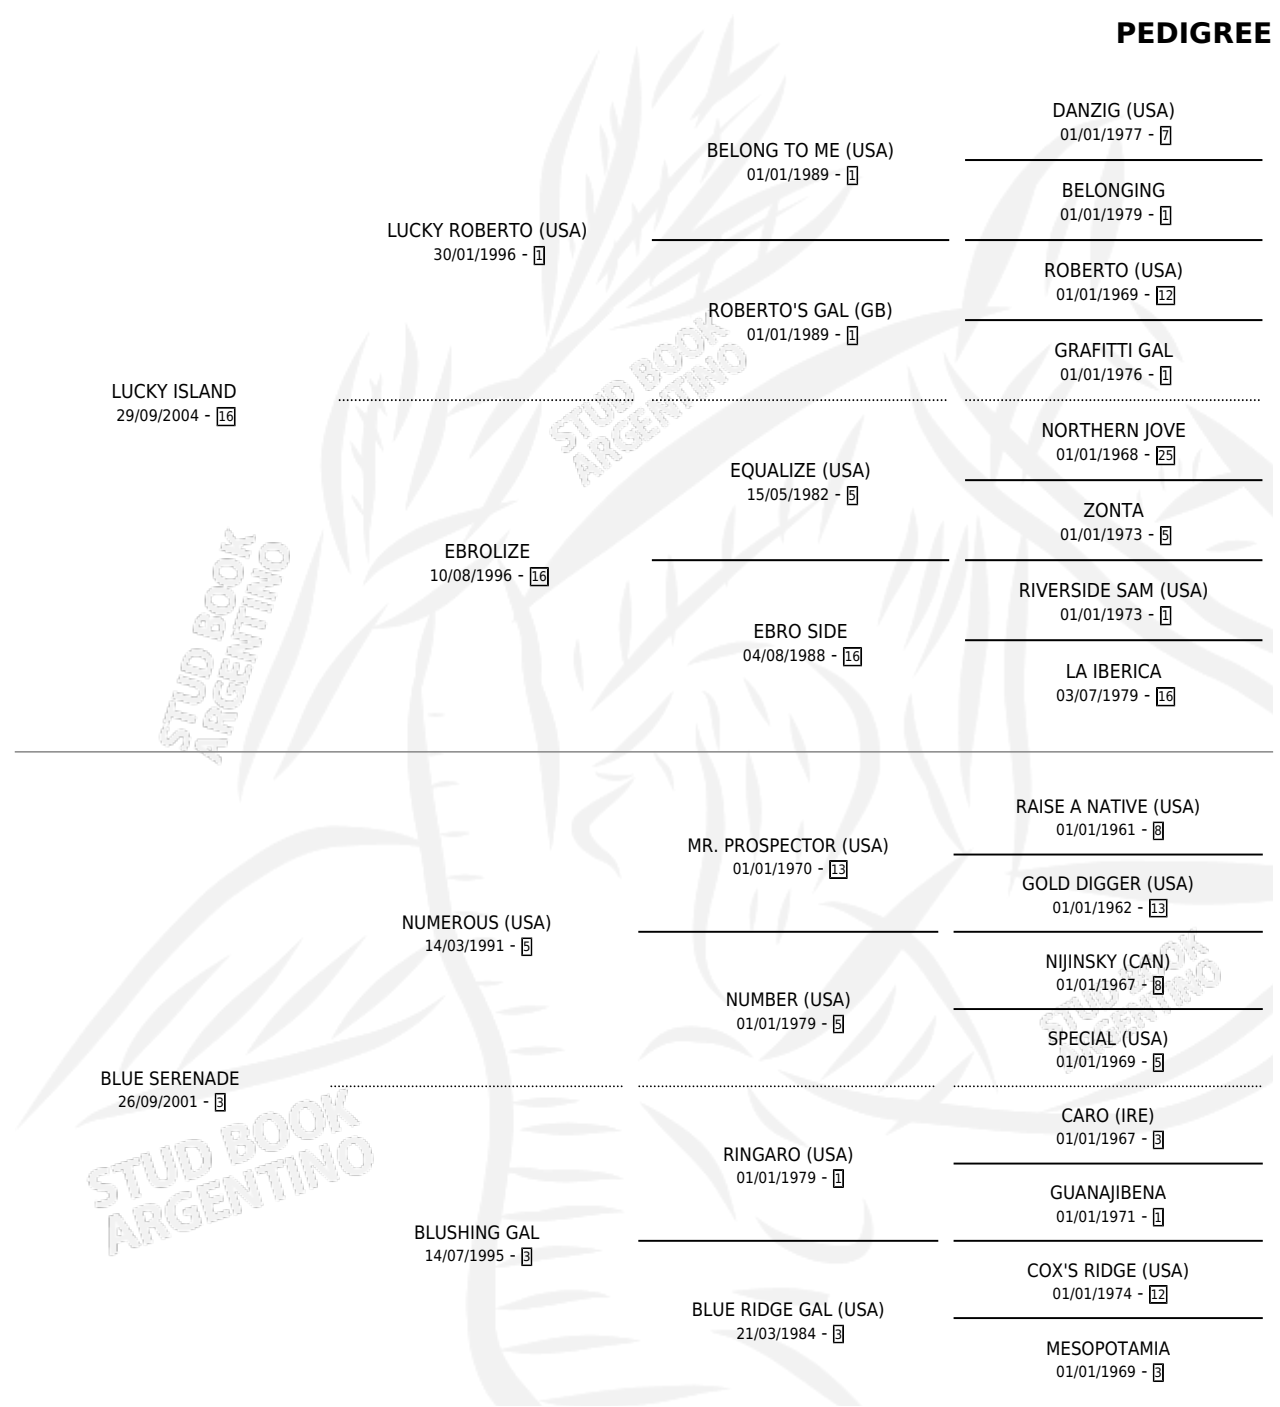 PEDIGREE
DANZIG (USA)
01/01/1977 - 7
BELONG TO ME (USA)
01/01/1989 - 1
BELONGING
01/01/1979 - 1
LUCKY ROBERTO (USA)
30/01/1996 - 1
ROBERTO (USA)
01/01/1969 - 12
ROBERTO'S GAL (GB)
01/01/1989 - 1
GRAFITTI GAL
01/01/1976 - 1
LUCKY ISLAND
29/09/2004 - 16
STUD BOOK
ARGENTINO
NORTHERN JOVE
01/01/1968 - 25
EQUALIZE (USA)
15/05/1982 - 5
ZONTA
01/01/1973 - 5
EBROLIZE
10/08/1996 - 16
RIVERSIDE SAM (USA)
01/01/1973 - 1
EBRO SIDE
04/08/1988 - 16
LA IBERICA
03/07/1979 - 16
STUD BOOK
ARGENTINO
RAISE A NATIVE (USA)
01/01/1961 - 8
MR. PROSPECTOR (USA)
01/01/1970 - 13
GOLD DIGGER (USA)
01/01/1962 - 13
NUMEROUS (USA)
14/03/1991 - 5
NIJINSKY (CAN)
01/01/1967 - 8
NUMBER (USA)
01/01/1979 - 5
STUD BOOK
ARGENTINO
SPECIAL (USA)
01/01/1969 - 5
BLUE SERENADE
26/09/2001 - 3
CARO (IRE)
01/01/1967 - 3
STUD BOOK
ARGENTINO
RINGARO (USA)
01/01/1979 - 1
GUANAJIBENA
01/01/1971 - 1
BLUSHING GAL
14/07/1995 - 3
COX'S RIDGE (USA)
01/01/1974 - 12
BLUE RIDGE GAL (USA)
21/03/1984 - 3
MESOPOTAMIA
01/01/1969 - 3